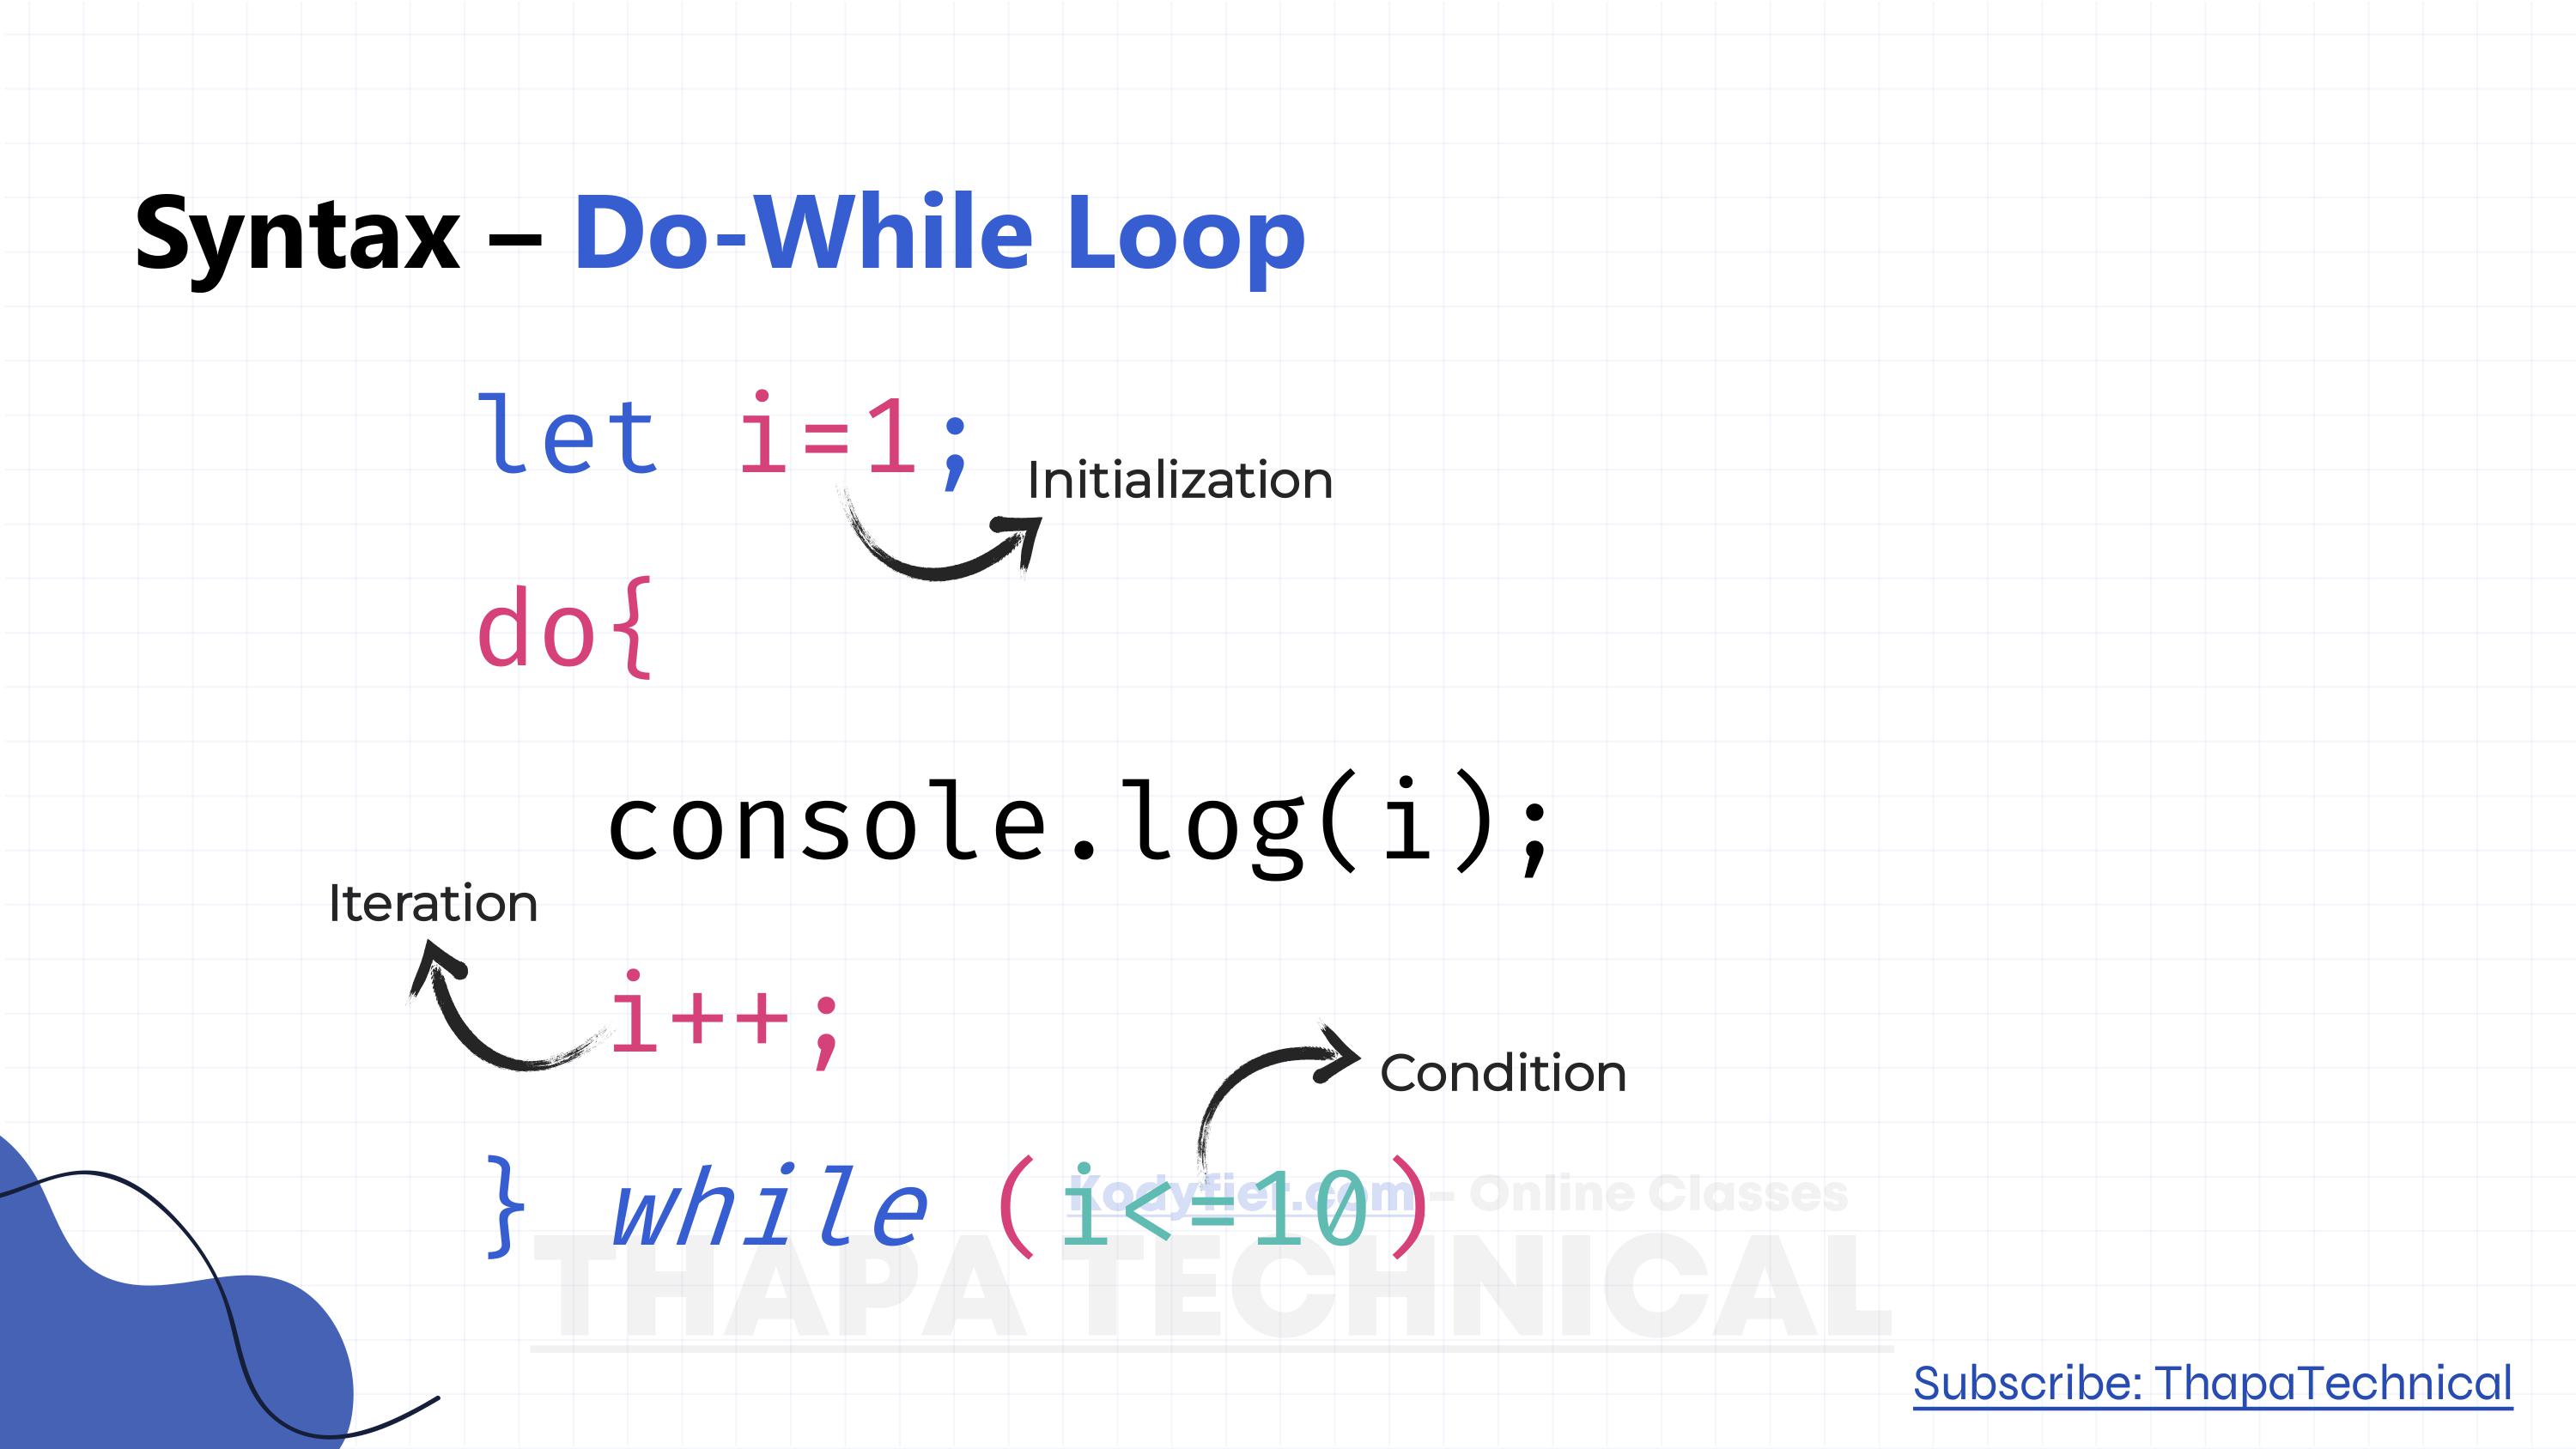 Syntax – Do-While Loop
let i=1;
Initialization
do{
console.log(i);
Iteration
i++;
Condition
} while (i<=10)
Kodyfier.com – Online Classes
THAPA TECHNICAL
Subscribe: ThapaTechnical